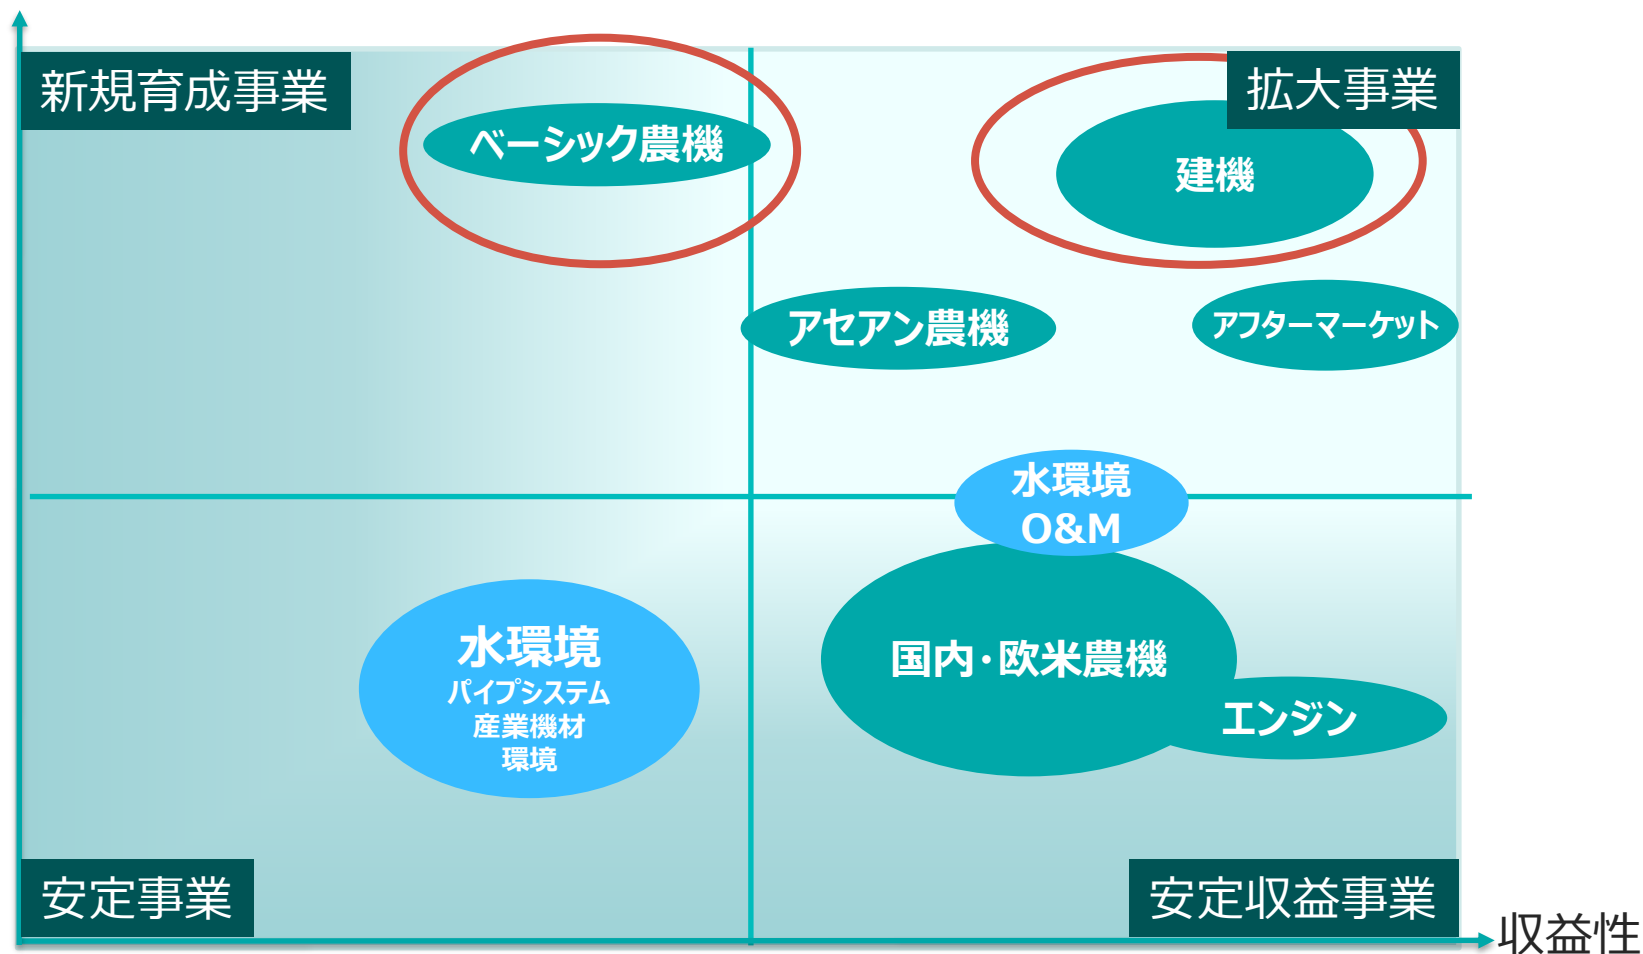 新規育成事業
拡大事業
ベーシック農機
建機
アセアン農機
アフターマーケット
水環境
O&M
水環境
パイプシステム
産業機材
環境
国内・欧米農機
エンジン
安定事業
安定収益事業
収益性